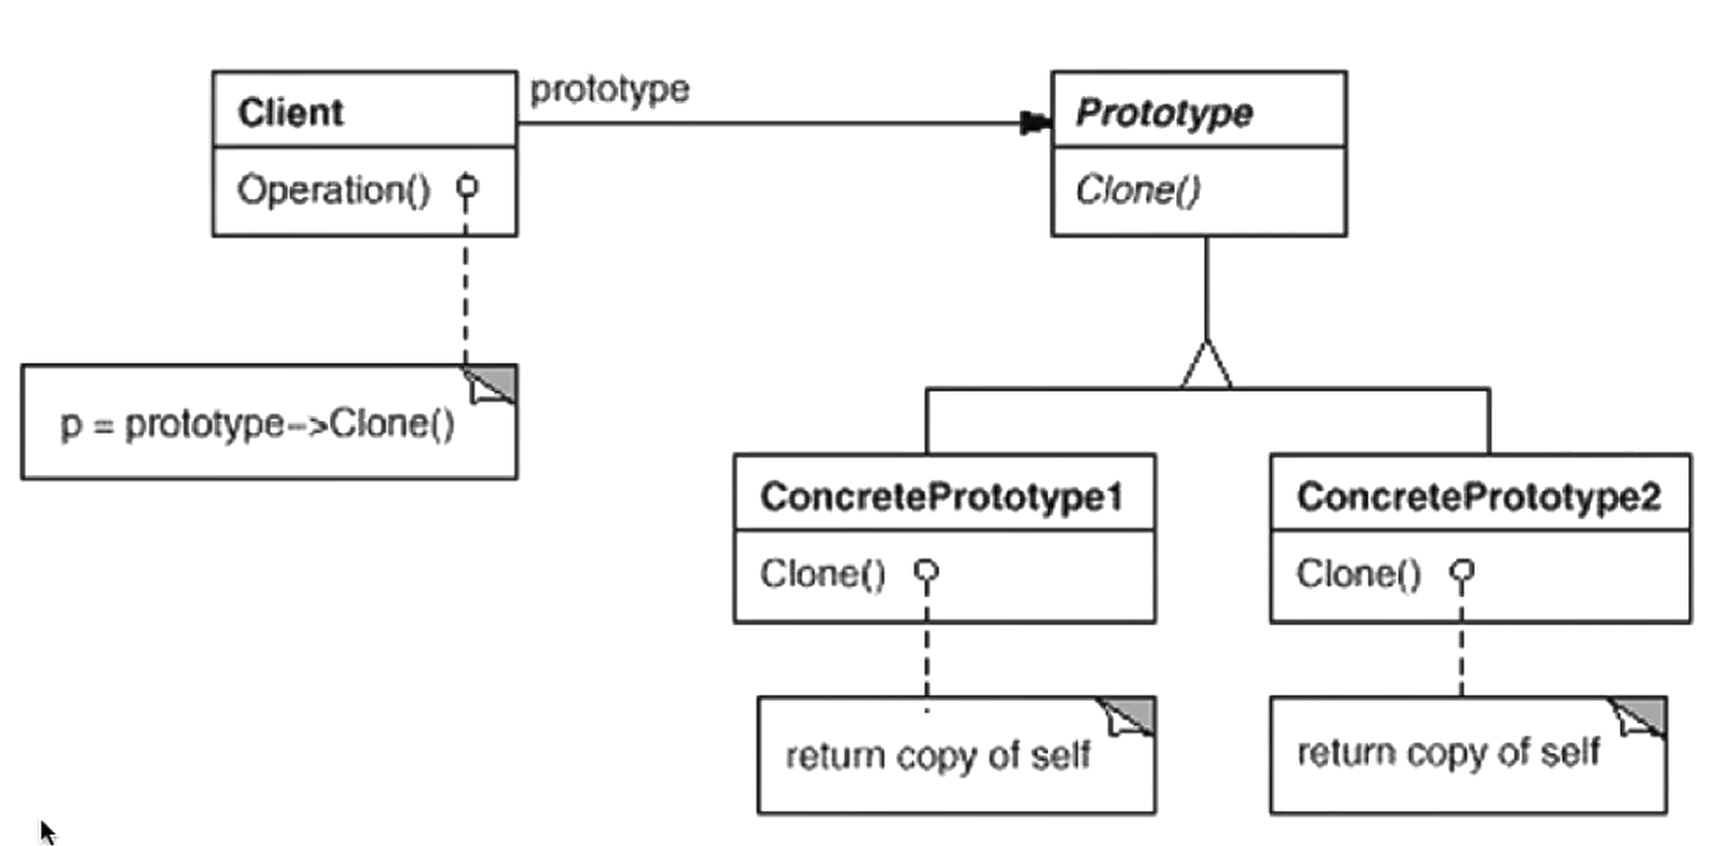 Client
prototype
Prototype
Operation()
Clone()
p = prototype–>Clone()
ConcretePrototype1
ConcretePrototype2
Clone()
Clone()
return copy of self
return copy of self